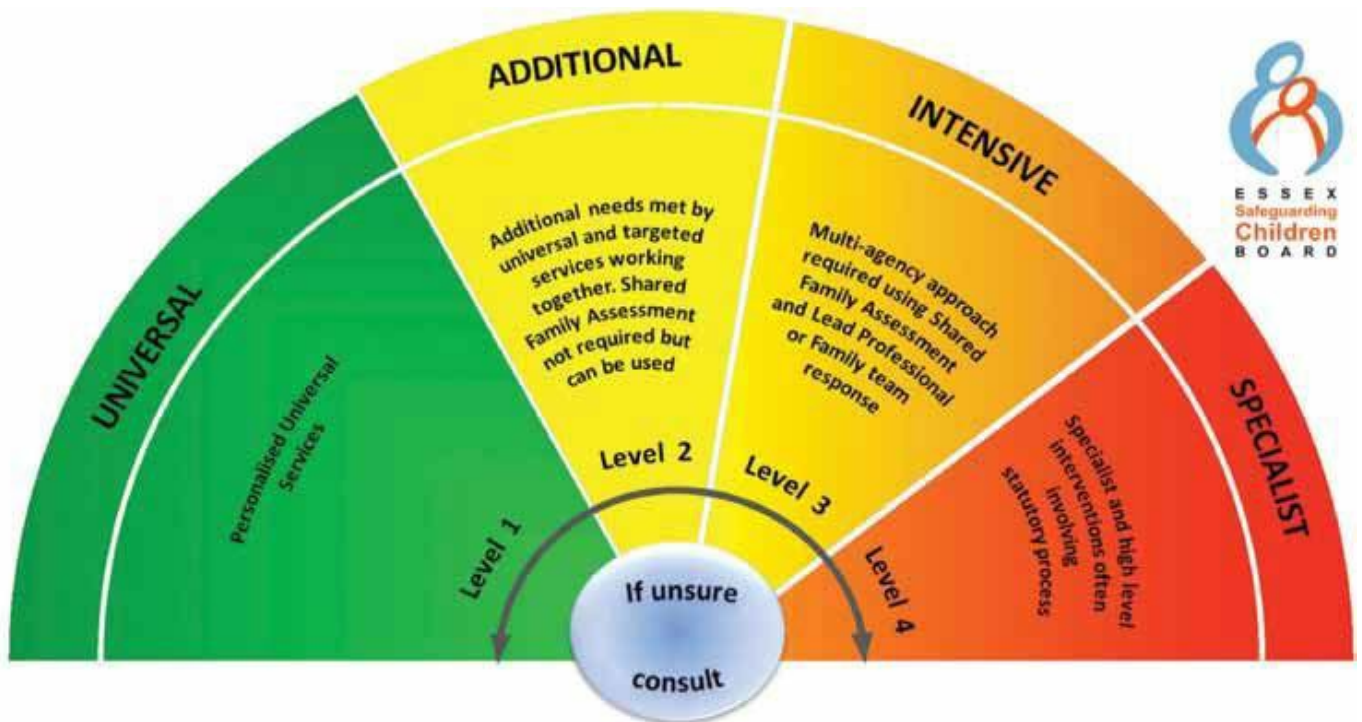 UNIVERSAL
Personalised Universal
Services
Level 1
ADDITIONAL
Additional needs met by
universal and targeted
services working
together. Shared
Family Assessment
not required but
can be used
Level 2
INTENSIVE
Multi-agency approach
required using Shared
Family Assessment
and Lead Professional
or Family team
response
Level 3
SPECIALIST
Specialist and high level
interventions often
involving
statutory process
Level 4
If unsure
consult
ESSEX
Safeguarding
Children
BOARD